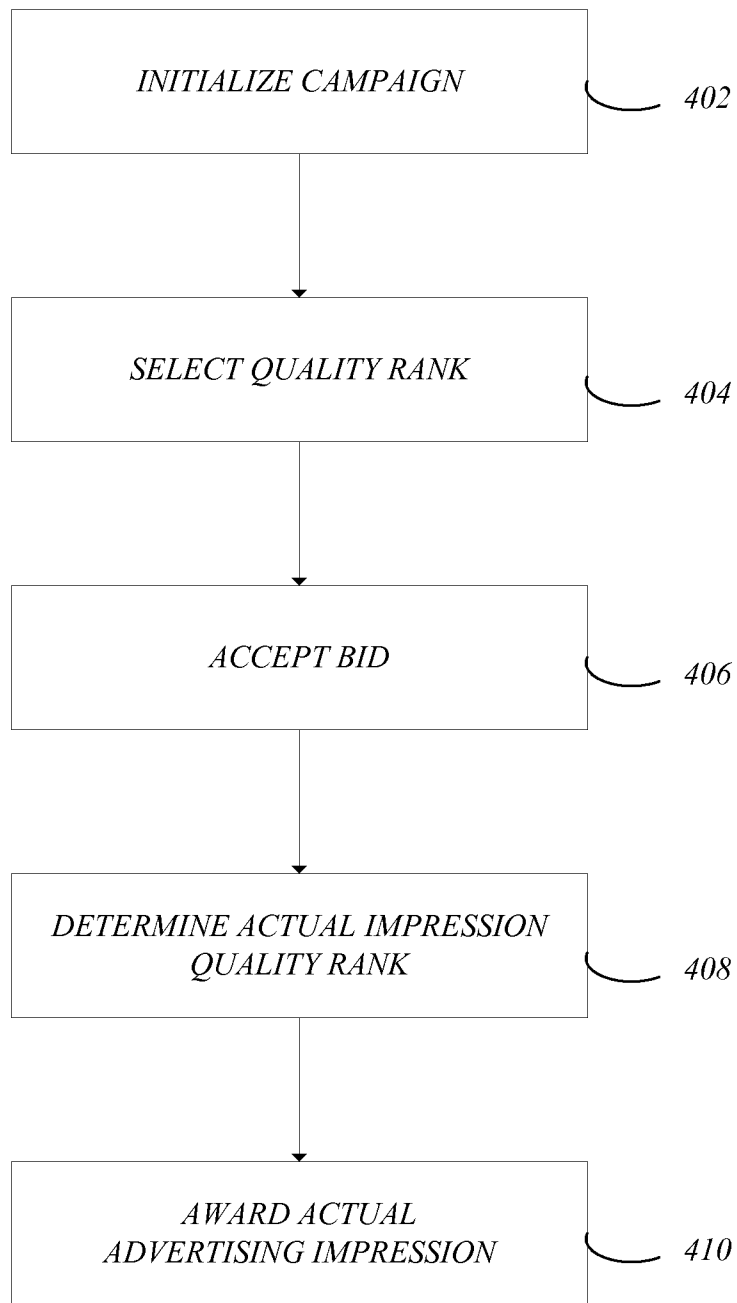 INITIALIZE CAMPAIGN
402
SELECT QUALITY RANK
404
ACCEPT BID
406
DETERMINE ACTUAL IMPRESSION
QUALITY RANK
408
AWARD ACTUAL
ADVERTISING IMPRESSION
410